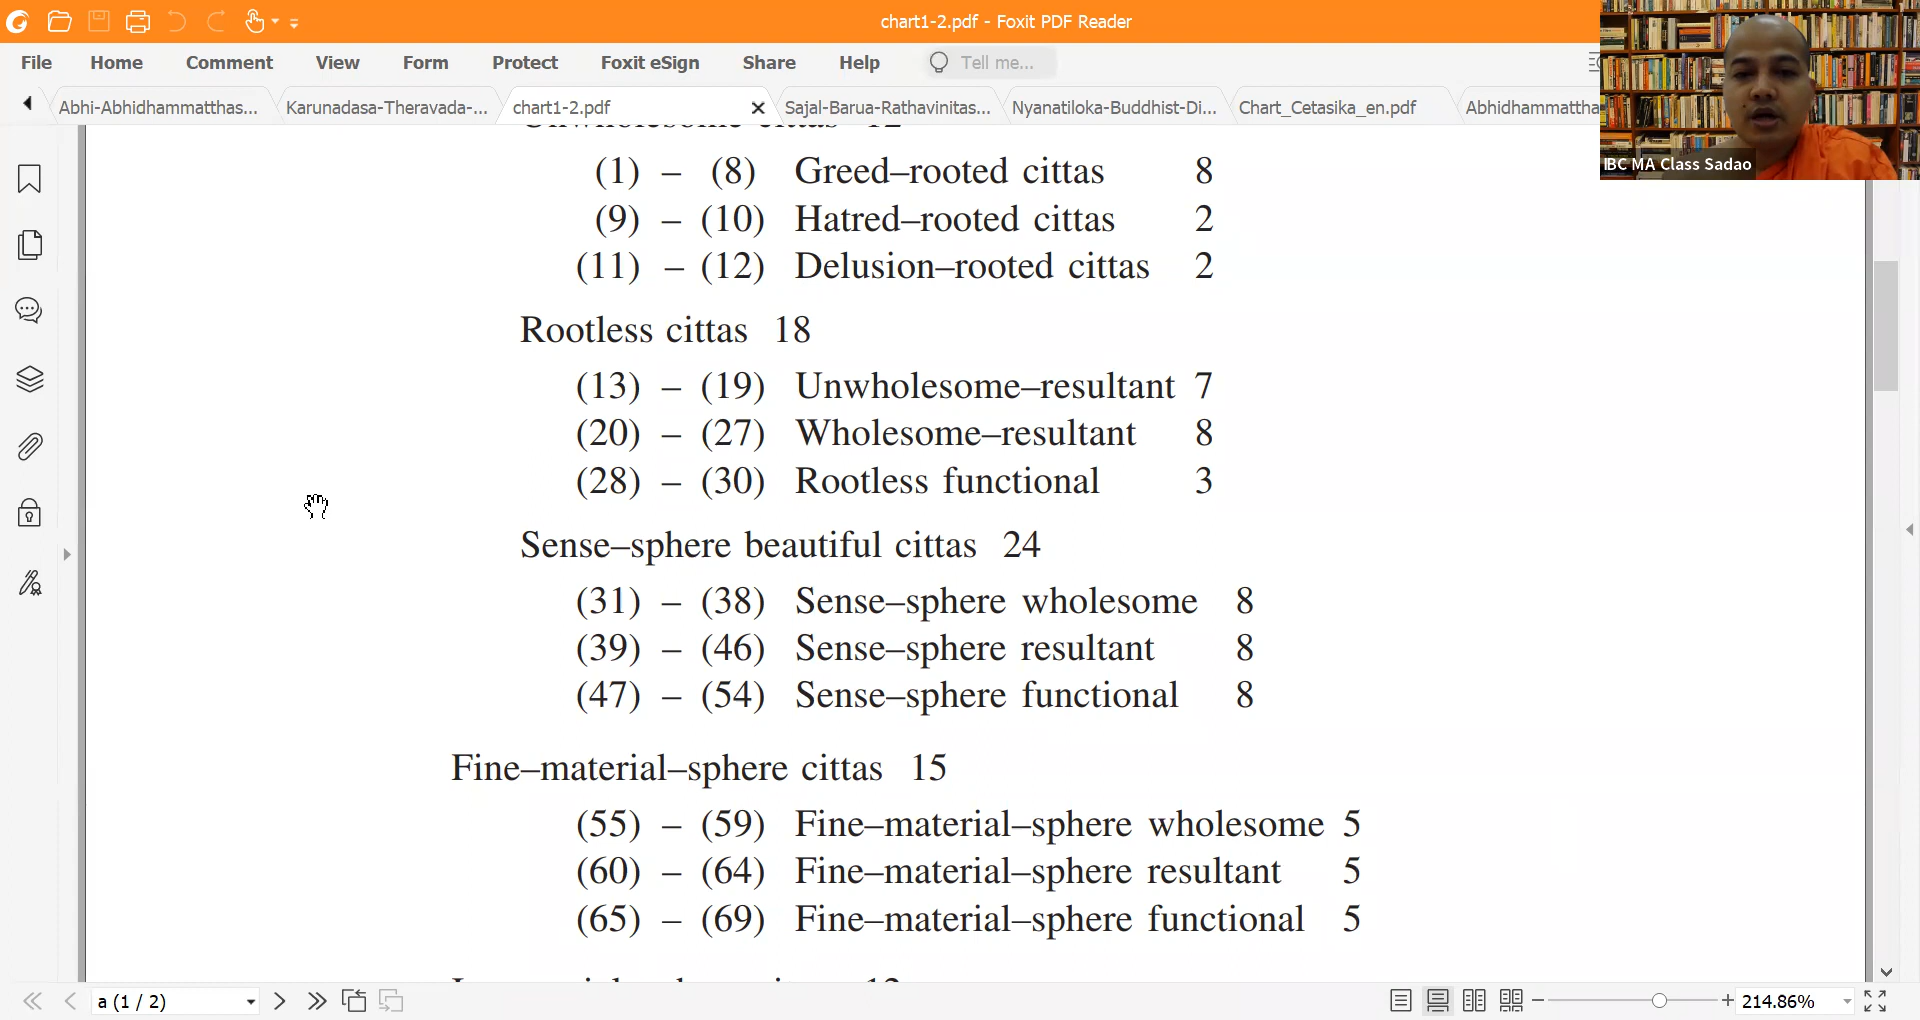 chart1-2.pdf - Foxit PDF Reader
File Home Comment View Form Protect Foxit eSign Share Help Tell me...
Abhi-Abhidhammatthas... Karunadasa-Theravada-... chart1-2.pdf Sajal-Barua-Rathavinitas... Nyanatiloka-Buddhist-Di... Chart_Cetasika_en.pdf Abhidhammattha
IBC MA Class Sadao
Unwholesome cittas 12
(1) – (8) Greed–rooted cittas 8
(9) – (10) Hatred–rooted cittas 2
(11) – (12) Delusion–rooted cittas 2
Rootless cittas 18
(13) – (19) Unwholesome–resultant 7
(20) – (27) Wholesome–resultant 8
(28) – (30) Rootless functional 3
Sense–sphere beautiful cittas 24
(31) – (38) Sense–sphere wholesome 8
(39) – (46) Sense–sphere resultant 8
(47) – (54) Sense–sphere functional 8
Fine–material–sphere cittas 15
(55) – (59) Fine–material–sphere wholesome 5
(60) – (64) Fine–material–sphere resultant 5
(65) – (69) Fine–material–sphere functional 5
a (1 / 2) 214.86%